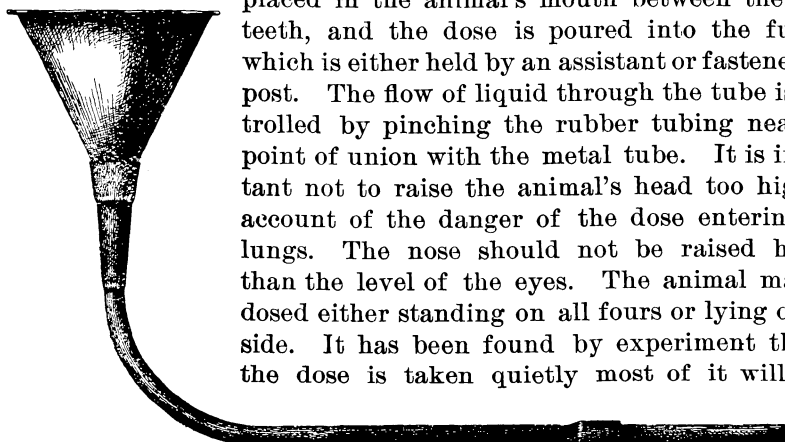 placed in the animal's mouth between the
teeth, and the dose is poured into the fu
which is either held by an assistant or fastene
post. The flow of liquid through the tube is
trolled by pinching the rubber tubing nea
point of union with the metal tube. It is i
tant not to raise the animal's head too hig
account of the danger of the dose enterin
lungs. The nose should not be raised h
than the level of the eyes. The animal ma
dosed either standing on all fours or lying o
side. It has been found by experiment th
the dose is taken quietly most of it will